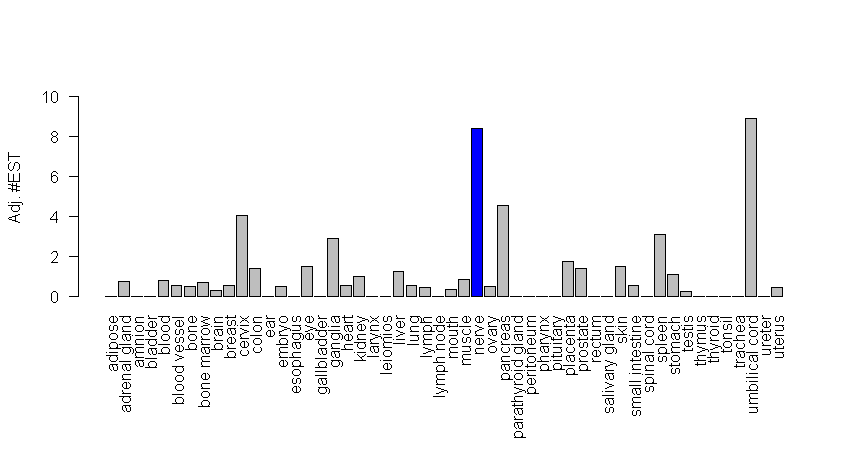 Adj. #EST
10
8
6
4
2
0
adipose
adrenal gland
amnion
bladder
blood
blood vessel
bone
bone marrow
brain
breast
cervix
colon
ear
embryo
esophagus
eye
gallbladder
ganglia
heart
kidney
larynx
leiomios
liver
lung
lymph
lymph node
mouth
muscle
nerve
ovary
pancreas
parathyroid gland
peritoneum
pharynx
pituitary
placenta
prostate
rectum
salivary gland
skin
small intestine
spinal cord
spleen
stomach
testis
thymus
thyroid
tonsil
trachea
umbilical cord
ureter
uterus